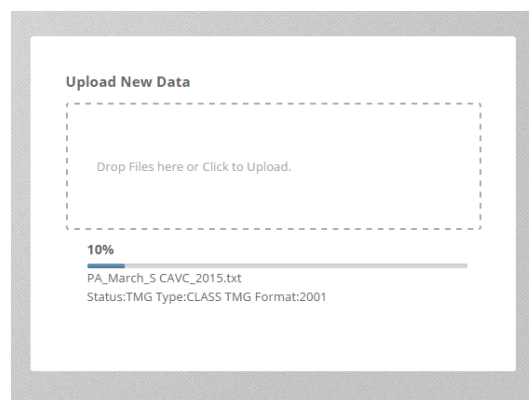 Upload New Data
Drop Files here or Click to Upload.
10%
PA_March_S CAVC_2015.txt
Status:TMG Type:CLASS TMG Format:2001